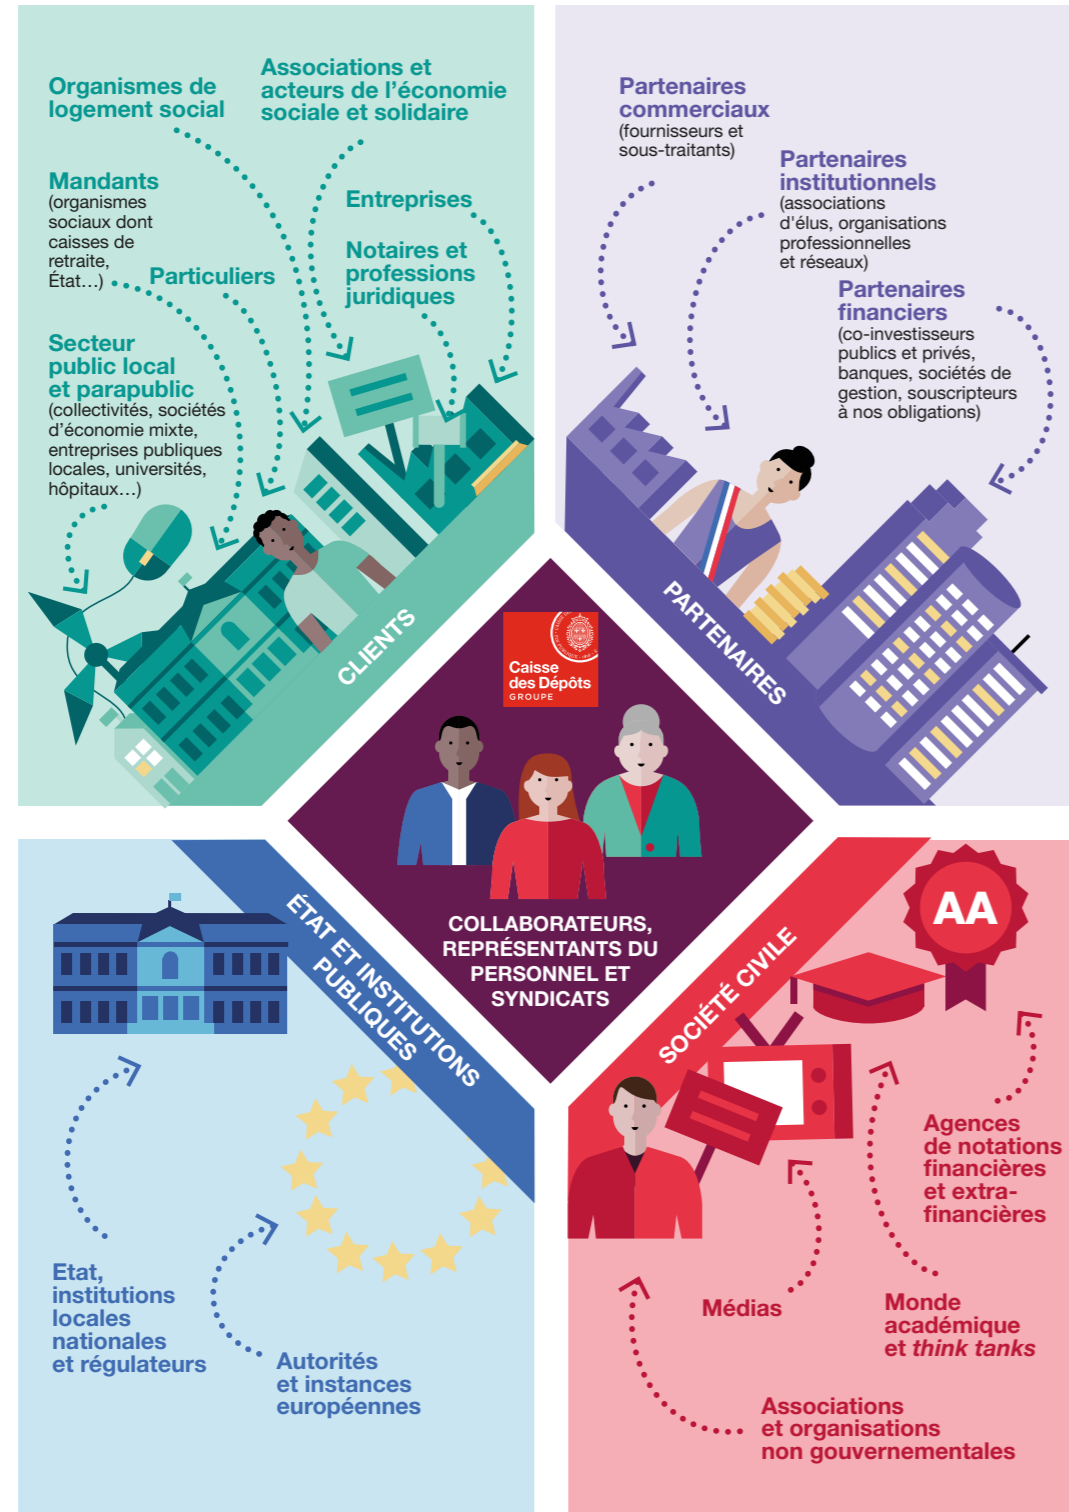 Organismes de
logement social
Associations et
acteurs de l'économie
sociale et solidaire
Mandants
(organismes
sociaux dont
caisses de
retraite,
État…)
Particuliers
Entreprises
Notaires et
professions
juridiques
Secteur
public local
et parapublic
(collectivités, sociétés
d'économie mixte,
entreprises publiques
locales, universités,
hôpitaux…)
CLIENTS
Partenaires
commerciaux
(fournisseurs et
sous-traitants)
Partenaires
institutionnels
(associations
d'élus, organisations
professionnelles
et réseaux)
Partenaires
financiers
(co-investisseurs
publics et privés,
banques, sociétés de
gestion, souscripteurs
à nos obligations)
PARTENAIRES
Caisse
des Dépôts
GROUPE
COLLABORATEURS,
REPRÉSENTANTS DU
PERSONNEL ET
SYNDICATS
ÉTAT ET INSTITUTIONS
PUBLIQUES
Etat,
institutions
locales
nationales
et régulateurs
Autorités
et instances
européennes
SOCIÉTÉ CIVILE
AA
Agences
de notations
financières
et extra-
financières
Médias
Monde
académique
et think tanks
Associations
et organisations
non gouvernementales